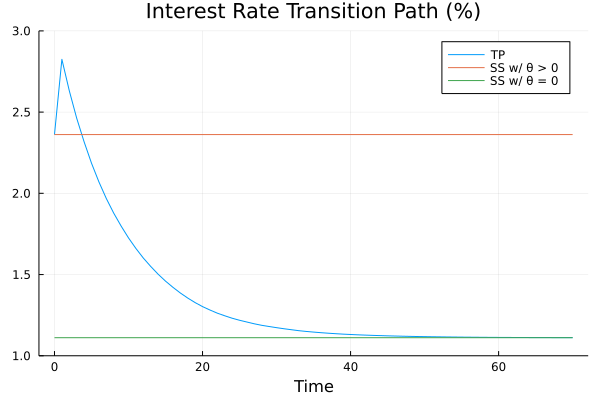 Interest Rate Transition Path (%)
3.0
2.5
2.0
1.5
1.0
TP
SS w/ θ > 0
SS w/ θ = 0
0 20 40 60
Time